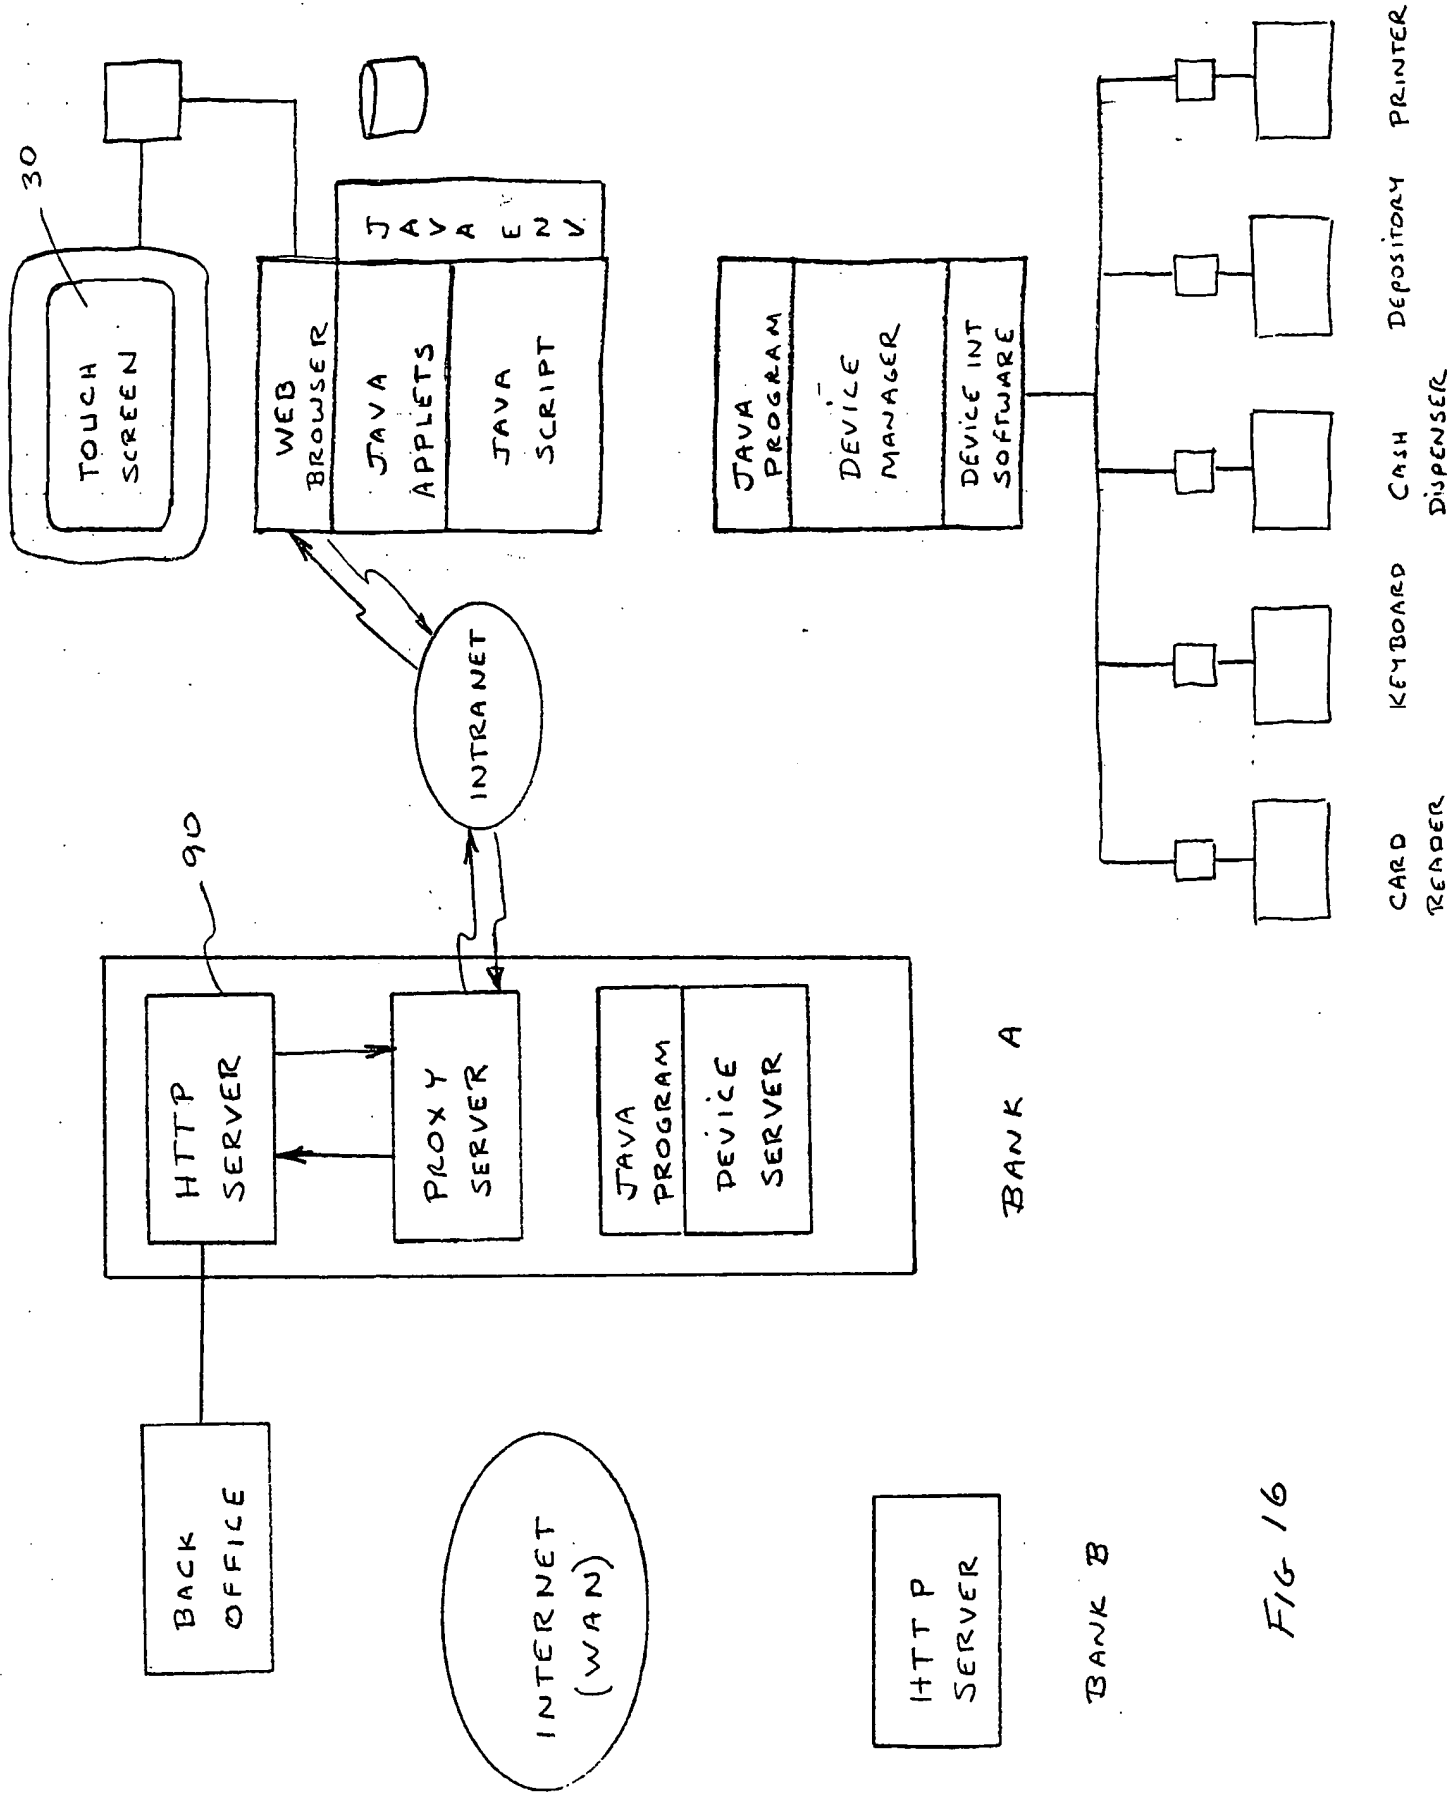 30
TOUCH
SCREEN
WEB
BROWSER
JAVA
APPLETS
JAVA
SCRIPT
JAVA ENV.
90
HTTP
SERVER
PROXY
SERVER
INTRANET
JAVA
PROGRAM
DEVICE
SERVER
BANK A
BACK
OFFICE
INTERNET
(WAN)
HTTP
SERVER
BANK B
JAVA
PROGRAM
DEVICE
MANAGER
DEVICE INT
SOFTWARE
CARD
READER
KEYBOARD
CASH
DISPENSER
DEPOSITORY
PRINTER
FIG 16